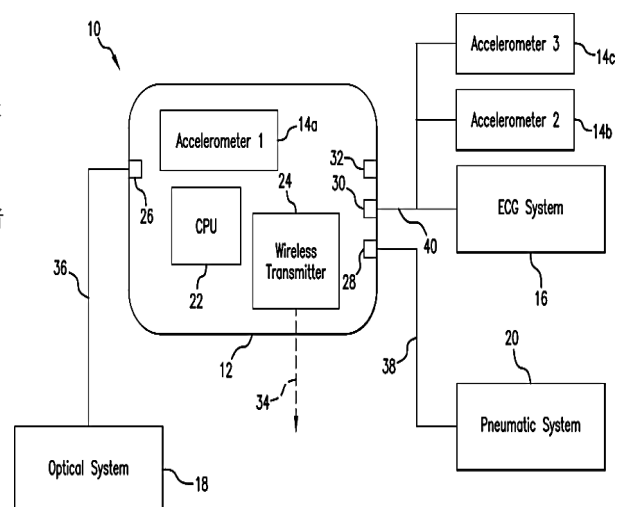 10
Accelerometer 3
14c
Accelerometer 1
14a
Accelerometer 2
14b
32
26
24
30
ECG System
CPU
Wireless
Transmitter
40
16
22
28
36
12
34
38
20
Pneumatic System
Optical System
18